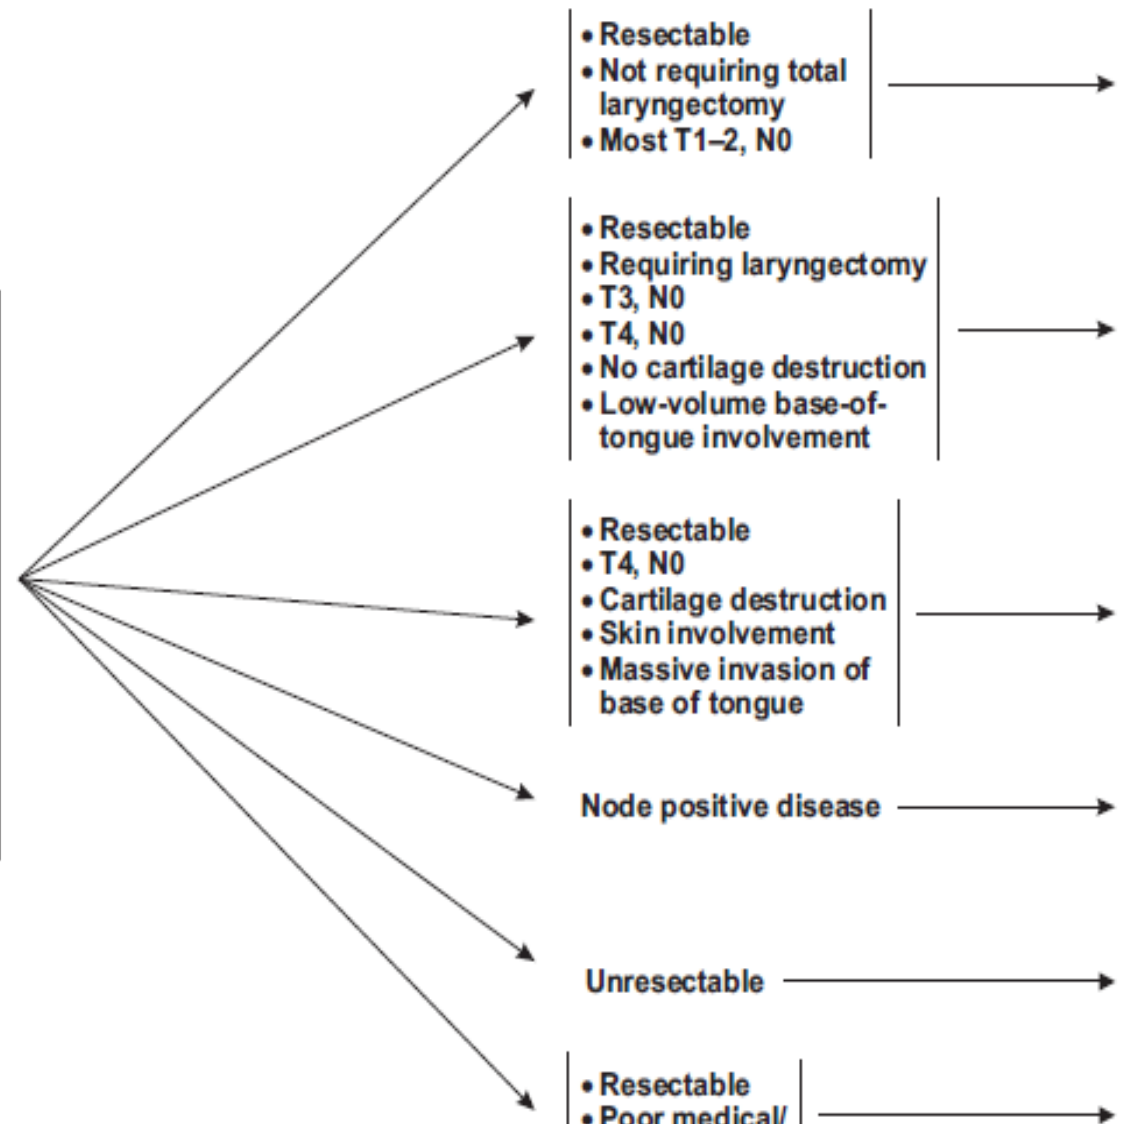 • Resectable
• Not requiring total
laryngectomy
• Most T1–2, N0
• Resectable
• Requiring laryngectomy
• T3, N0
• T4, N0
• No cartilage destruction
• Low-volume base-of-
tongue involvement
• Resectable
• T4, N0
• Cartilage destruction
• Skin involvement
• Massive invasion of
base of tongue
Node positive disease
Unresectable
• Resectable
• Poor medical/